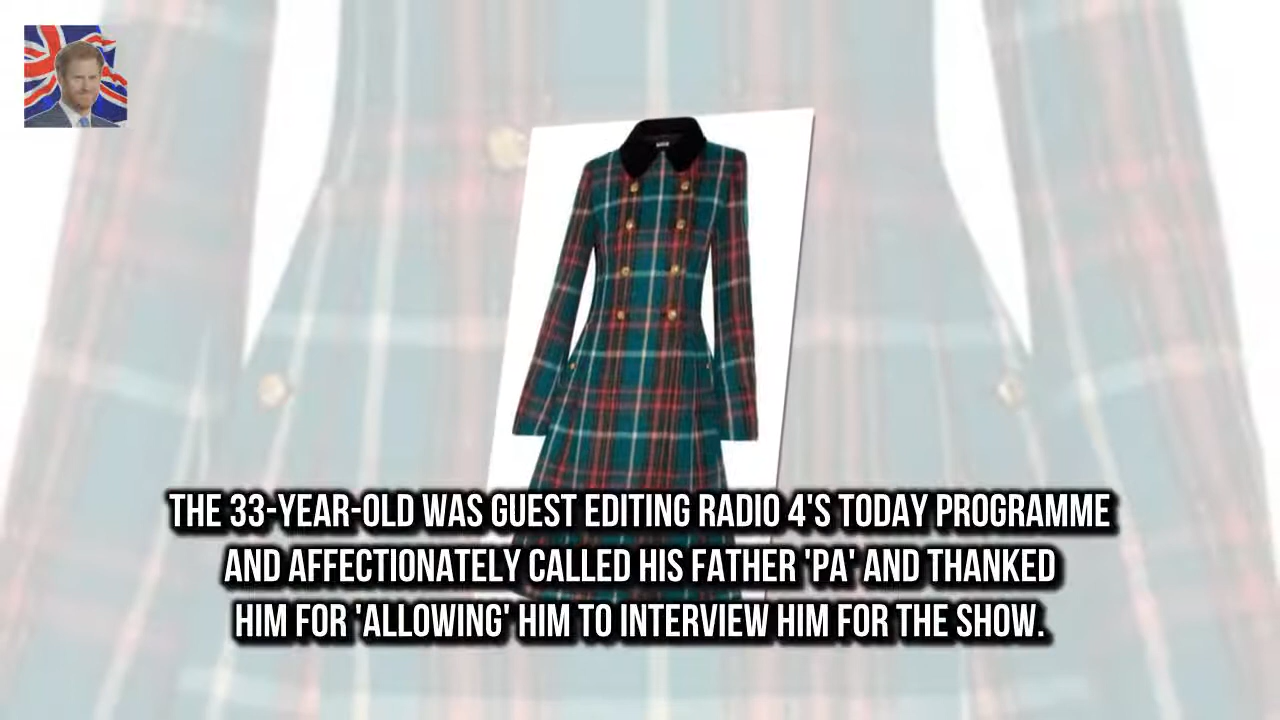 THE 33-YEAR-OLD WAS GUEST EDITING RADIO 4'S TODAY PROGRAMME
AND AFFECTIONATELY CALLED HIS FATHER 'PA' AND THANKED
HIM FOR 'ALLOWING' HIM TO INTERVIEW HIM FOR THE SHOW.